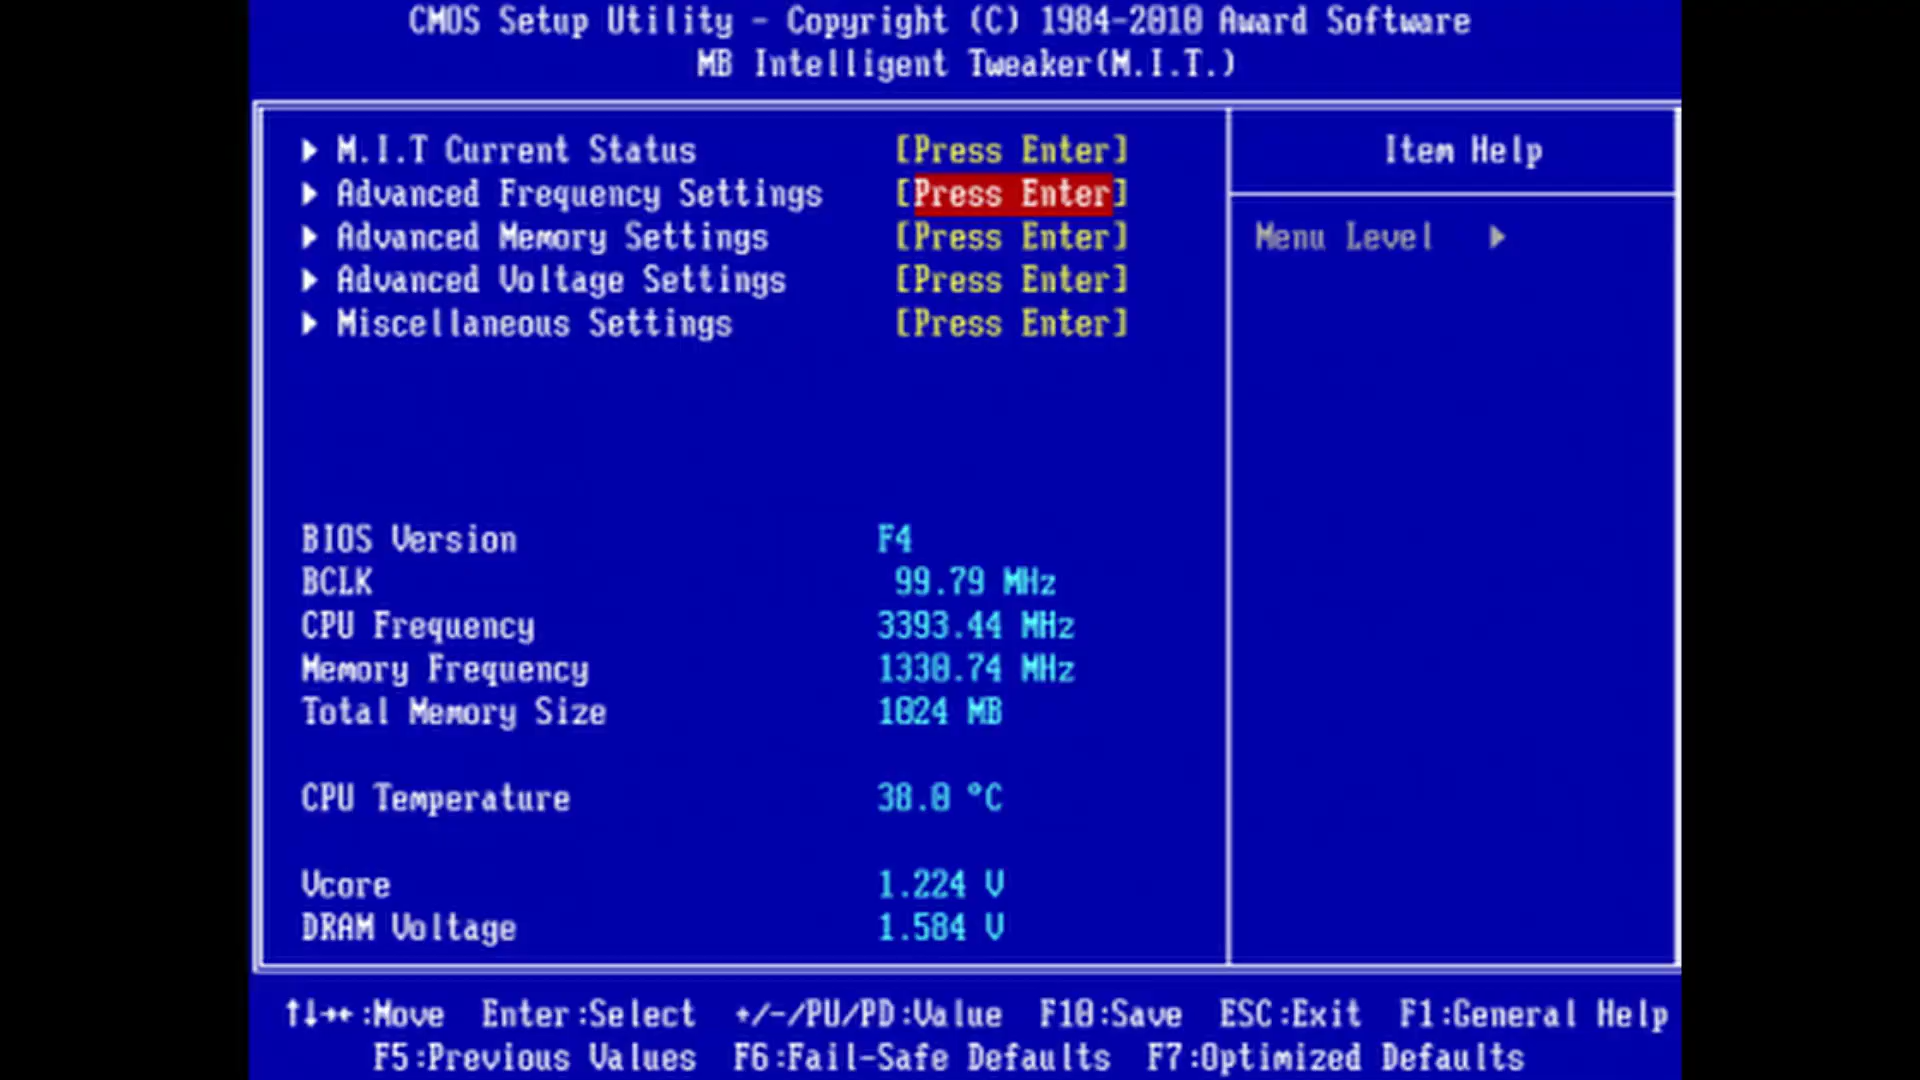 CMOS Setup Utility - Copyright (C) 1984-2010 Award Software
MB Intelligent Tweaker(M.I.T.)
▶ M.I.T Current Status [Press Enter]
▶ Advanced Frequency Settings [Press Enter]
▶ Advanced Memory Settings [Press Enter]
▶ Advanced Voltage Settings [Press Enter]
▶ Miscellaneous Settings [Press Enter]
BIOS Version F4
BCLK 99.79 MHz
CPU Frequency 3393.44 MHz
Memory Frequency 1330.74 MHz
Total Memory Size 1024 MB
CPU Temperature 38.0 °C
Vcore 1.224 V
DRAM Voltage 1.584 V
Item Help
Menu Level ▶
↑↓→←:Move Enter:Select +/-/PU/PD:Value F10:Save ESC:Exit F1:General Help
F5:Previous Values F6:Fail-Safe Defaults F7:Optimized Defaults